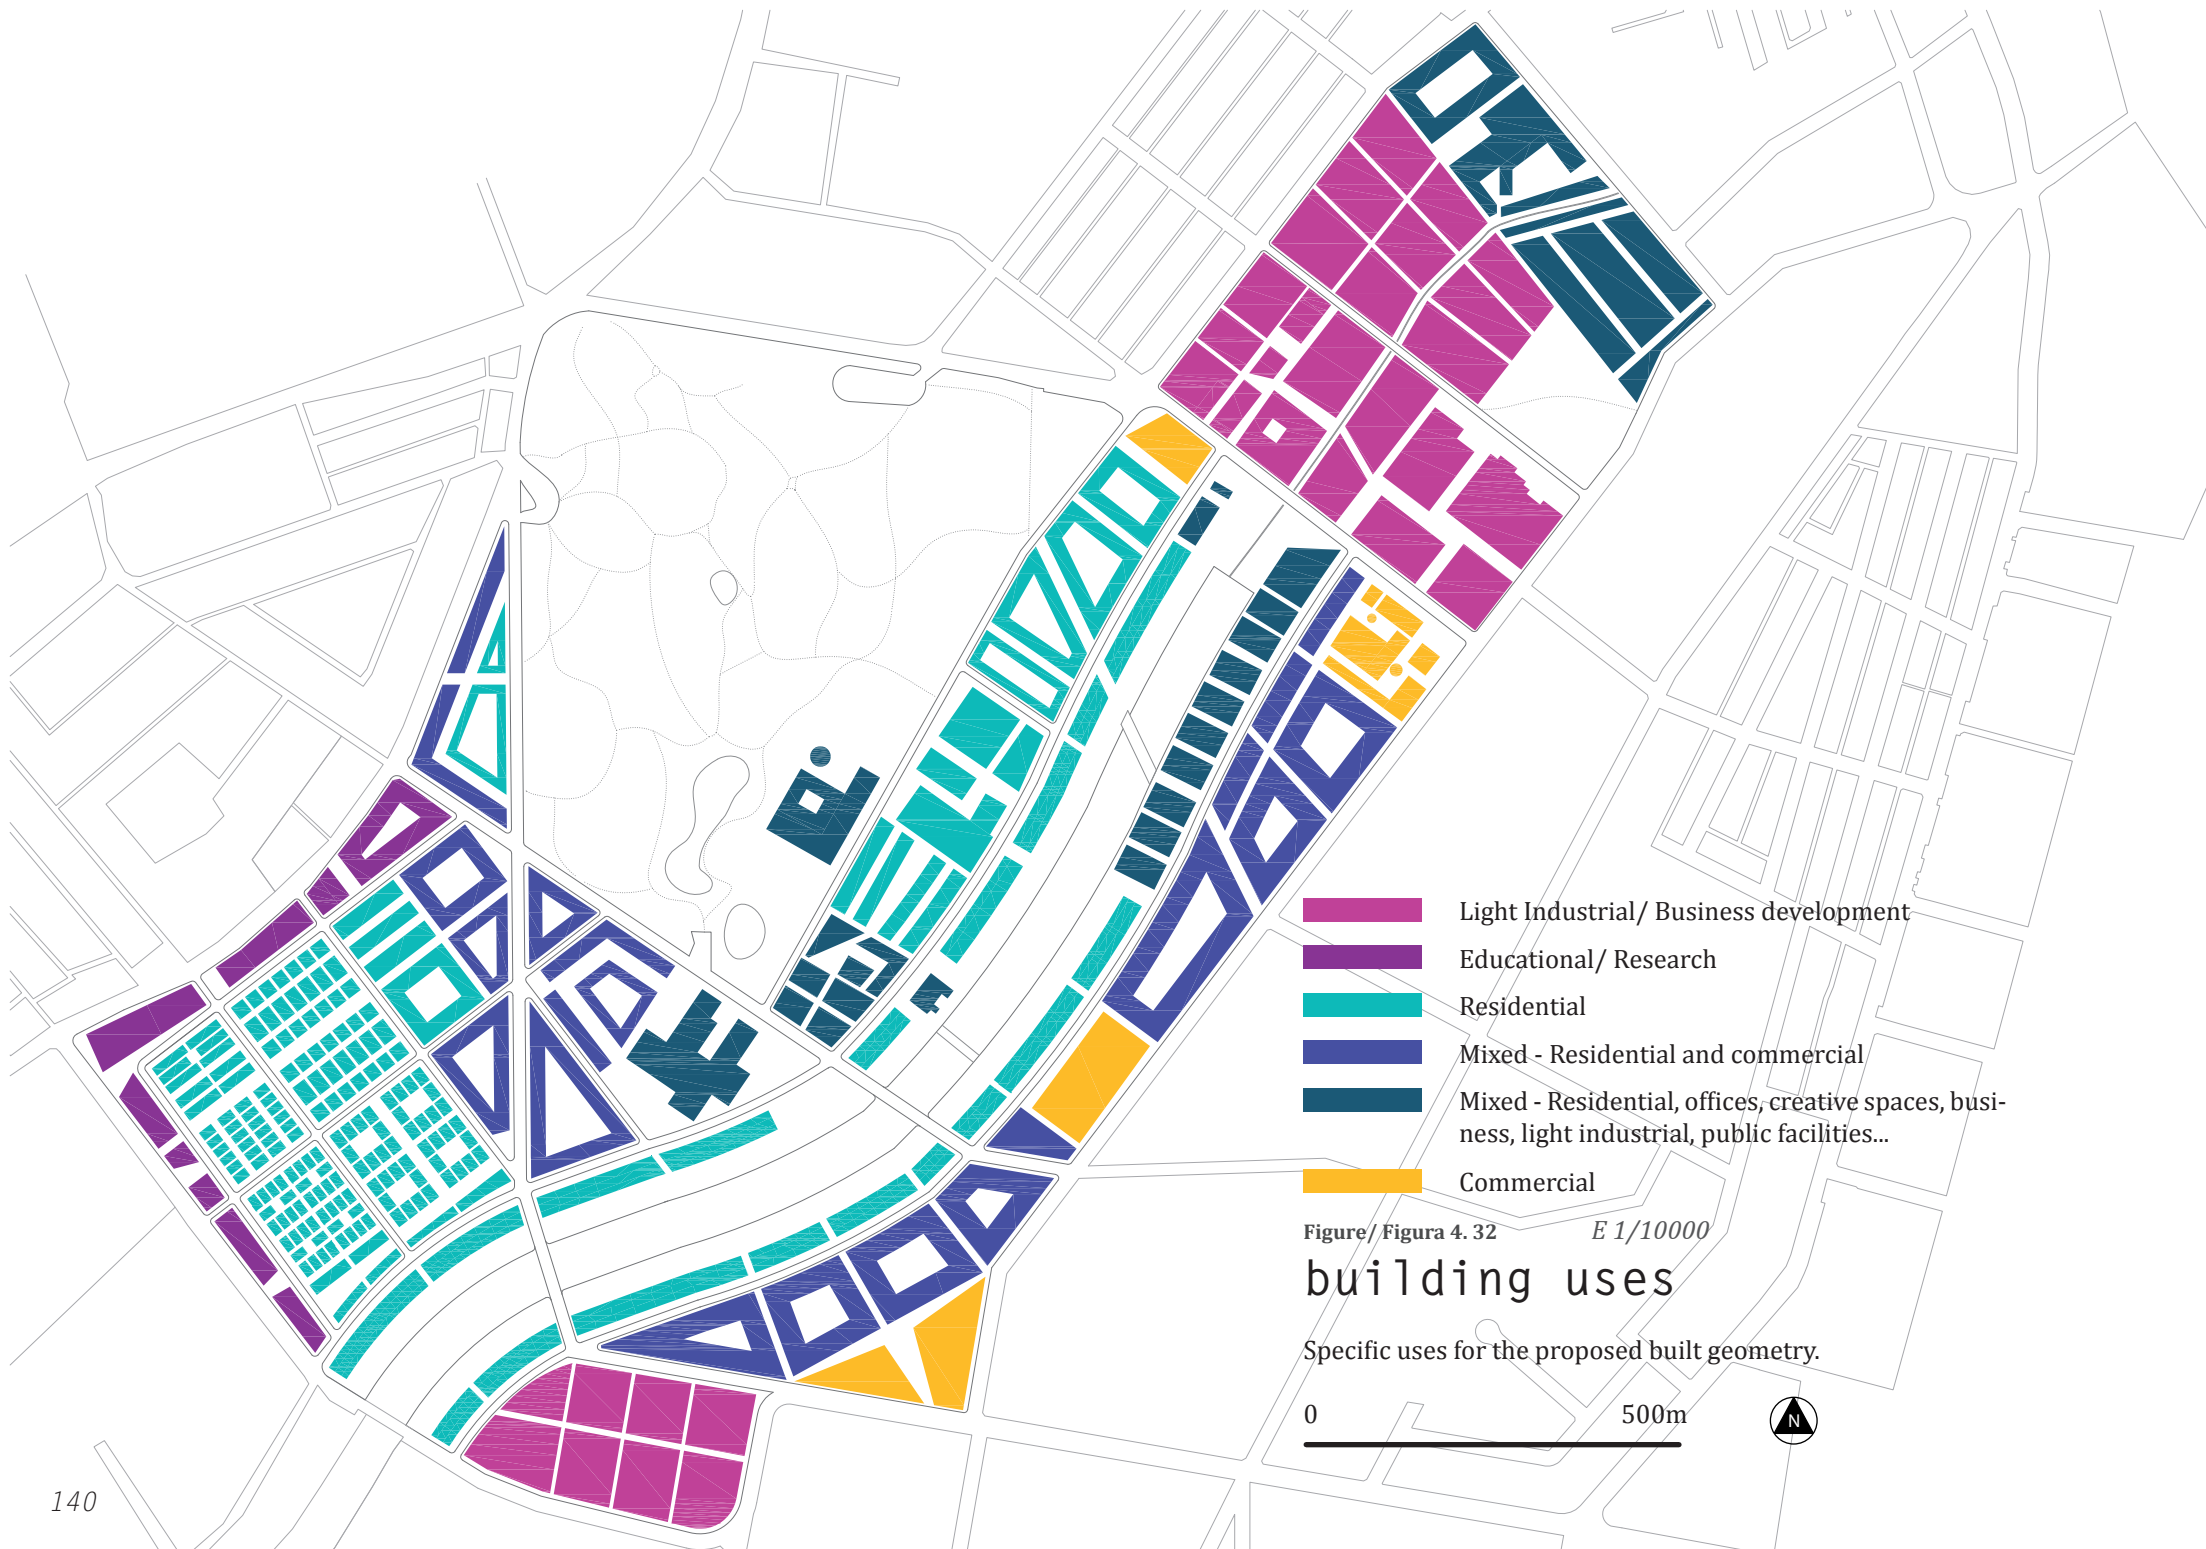 Light Industrial/ Business development
Educational/ Research
Residential
Mixed - Residential and commercial
Mixed - Residential, offices, creative spaces, busi-
ness, light industrial, public facilities...
Commercial
Figure/ Figura 4. 32 E 1/10000
building uses
Specific uses for the proposed built geometry.
0 500m
N
140